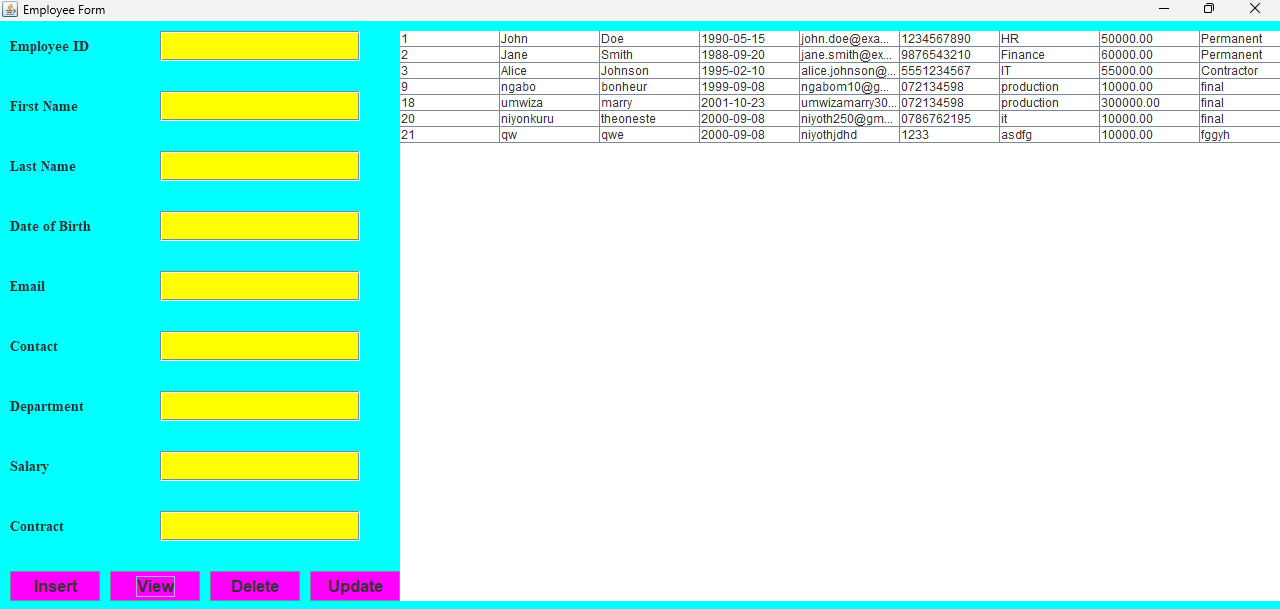 Employee Form
Employee ID
First Name
Last Name
Date of Birth
Email
Contact
Department
Salary
Contract
Insert View Delete Update
1 John Doe 1990-05-15 john.doe@exa... 1234567890 HR 50000.00 Permanent
2 Jane Smith 1988-09-20 jane.smith@ex... 9876543210 Finance 60000.00 Permanent
3 Alice Johnson 1995-02-10 alice.johnson@... 5551234567 IT 55000.00 Contractor
9 ngabo bonheur 1999-09-08 ngabom10@g... 072134598 production 10000.00 final
18 umwiza marry 2001-10-23 umwizamarry30... 072134598 production 300000.00 final
20 niyonkuru theoneste 2000-09-08 niyoth250@gm... 0786762195 it 10000.00 final
21 qw qwe 2000-09-08 niyothjdhd 1233 asdfg 10000.00 fggyh